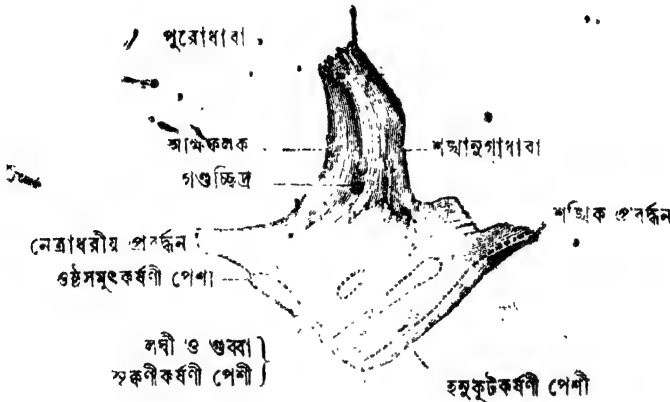 পুরোধাবা
অক্ষিফলক
শঙ্খানুগাধাবা
গণ্ডচ্ছিদ্র
শঙ্খিক প্রবর্দ্ধন
নেত্রাধরীয় প্রবর্দ্ধন
ওষ্ঠসমুৎকর্ষণী পেশী
লঘ্বী ও গুর্ব্বী
সৃক্কণীকর্ষণী পেশী
হনুকূটকর্ষণী পেশী